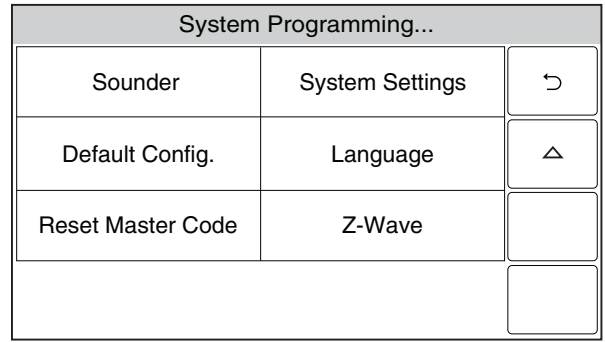 System Programming...
Sounder
System Settings
Default Config.
Language
Reset Master Code
Z-Wave